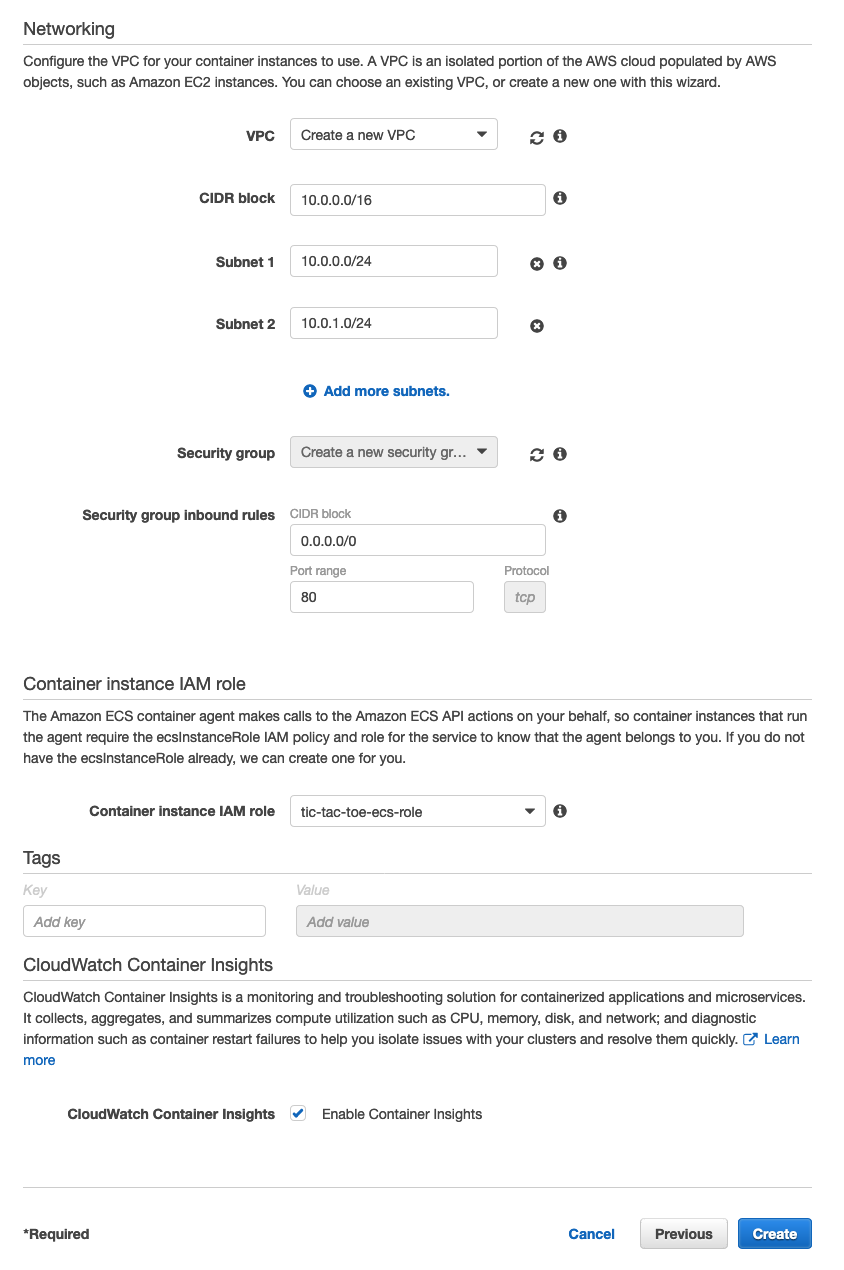 Networking
Configure the VPC for your container instances to use. A VPC is an isolated portion of the AWS cloud populated by AWS
objects, such as Amazon EC2 instances. You can choose an existing VPC, or create a new one with this wizard.
VPC Create a new VPC
CIDR block 10.0.0.0/16
Subnet 1 10.0.0.0/24
Subnet 2 10.0.1.0/24
Add more subnets.
Security group Create a new security gr...
Security group inbound rules CIDR block
0.0.0.0/0
Port range Protocol
80 tcp
Container instance IAM role
The Amazon ECS container agent makes calls to the Amazon ECS API actions on your behalf, so container instances that run
the agent require the ecsInstanceRole IAM policy and role for the service to know that the agent belongs to you. If you do not
have the ecsInstanceRole already, we can create one for you.
Container instance IAM role tic-tac-toe-ecs-role
Tags
Key Value
Add key Add value
CloudWatch Container Insights
CloudWatch Container Insights is a monitoring and troubleshooting solution for containerized applications and microservices.
It collects, aggregates, and summarizes compute utilization such as CPU, memory, disk, and network; and diagnostic
information such as container restart failures to help you isolate issues with your clusters and resolve them quickly. Learn
more
CloudWatch Container Insights Enable Container Insights
*Required Cancel Previous Create